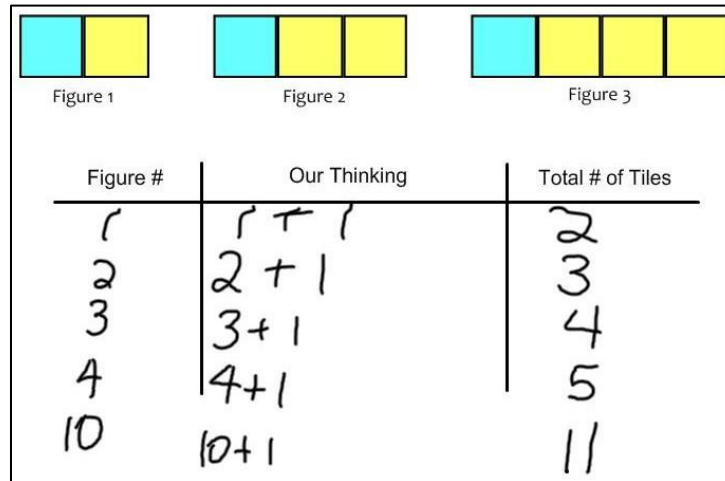 Figure 1 Figure 2 Figure 3
Figure # Our Thinking Total # of Tiles
1 1 + 1 2
2 2 + 1 3
3 3 + 1 4
4 4+1 5
10 10+1 11